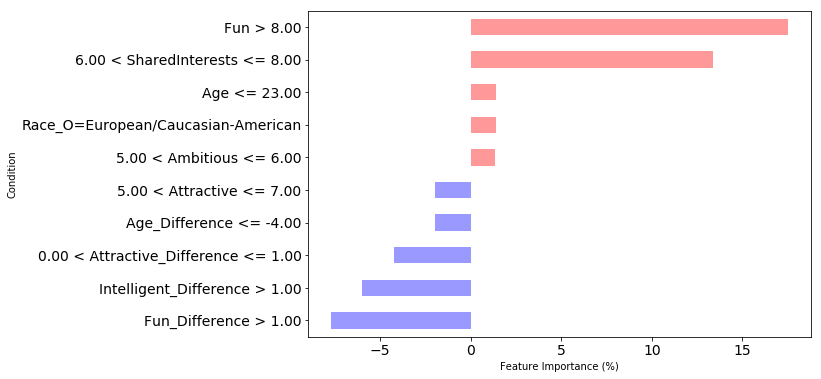 Fun > 8.00
6.00 < SharedInterests <= 8.00
Age <= 23.00
Race_O=European/Caucasian-American
5.00 < Ambitious <= 6.00
5.00 < Attractive <= 7.00
Age_Difference <= -4.00
0.00 < Attractive_Difference <= 1.00
Intelligent_Difference > 1.00
Fun_Difference > 1.00
Condition
−5 0 5 10 15
Feature Importance (%)